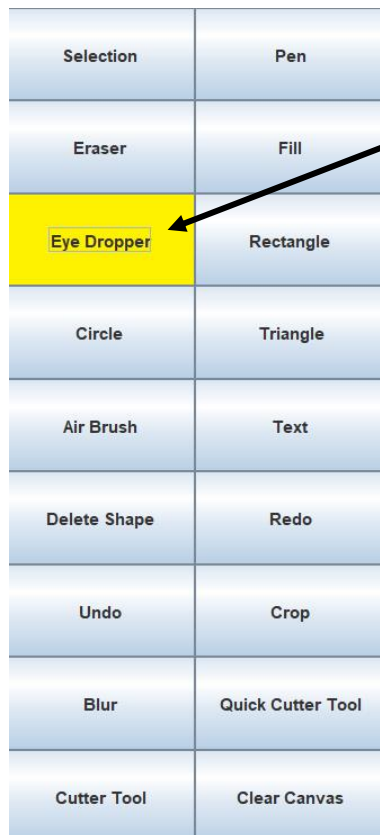 Selection Pen
Eraser Fill
Eye Dropper Rectangle
Circle Triangle
Air Brush Text
Delete Shape Redo
Undo Crop
Blur Quick Cutter Tool
Cutter Tool Clear Canvas